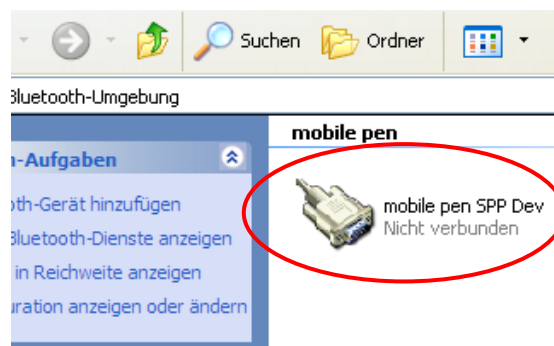 Suchen Ordner
Bluetooth-Umgebung
mobile pen
n-Aufgaben
oth-Gerät hinzufügen
Bluetooth-Dienste anzeigen
in Reichweite anzeigen
uration anzeigen oder ändern
mobile pen SPP Dev
Nicht verbunden